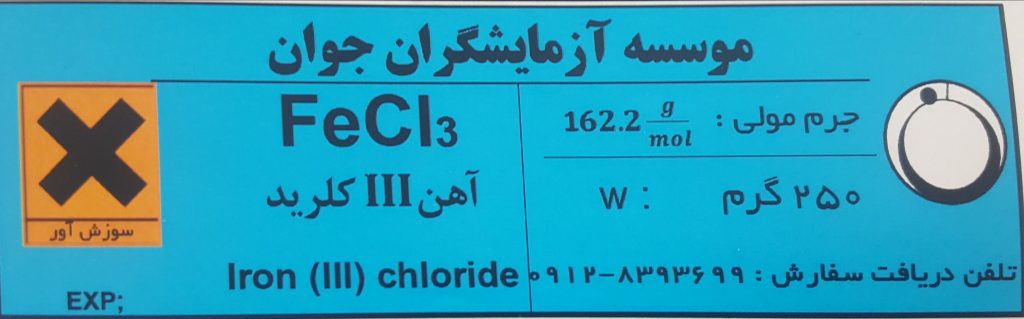 موسسه آزمایشگران جوان
جرم مولی : 162.2 g/mol
۲۵۰ گرم W :
تلفن دریافت سفارش : ۰۹۱۲-۸۳۹۳۶۹۹
FeCl3
آهن III کلرید
Iron (III) chloride
سوزش آور
EXP;